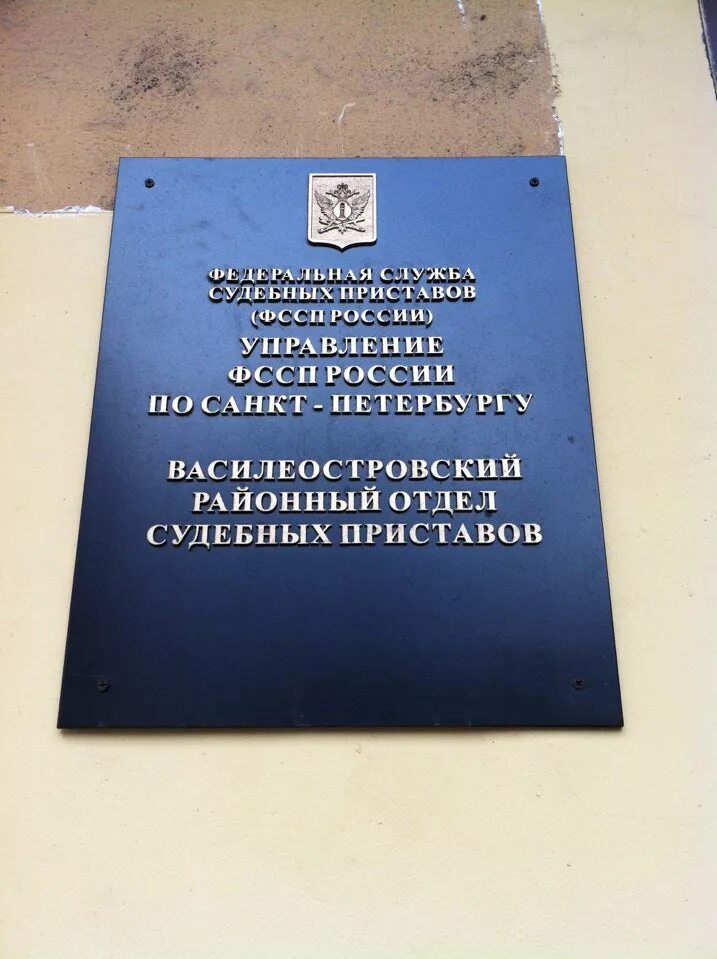 ФЕДЕРАЛЬНАЯ СЛУЖБА
СУДЕБНЫХ ПРИСТАВОВ
(ФССП РОССИИ)
УПРАВЛЕНИЕ
ФССП РОССИИ
ПО САНКТ - ПЕТЕРБУРГУ
ВАСИЛЕОСТРОВСКИЙ
РАЙОННЫЙ ОТДЕЛ
СУДЕБНЫХ ПРИСТАВОВ